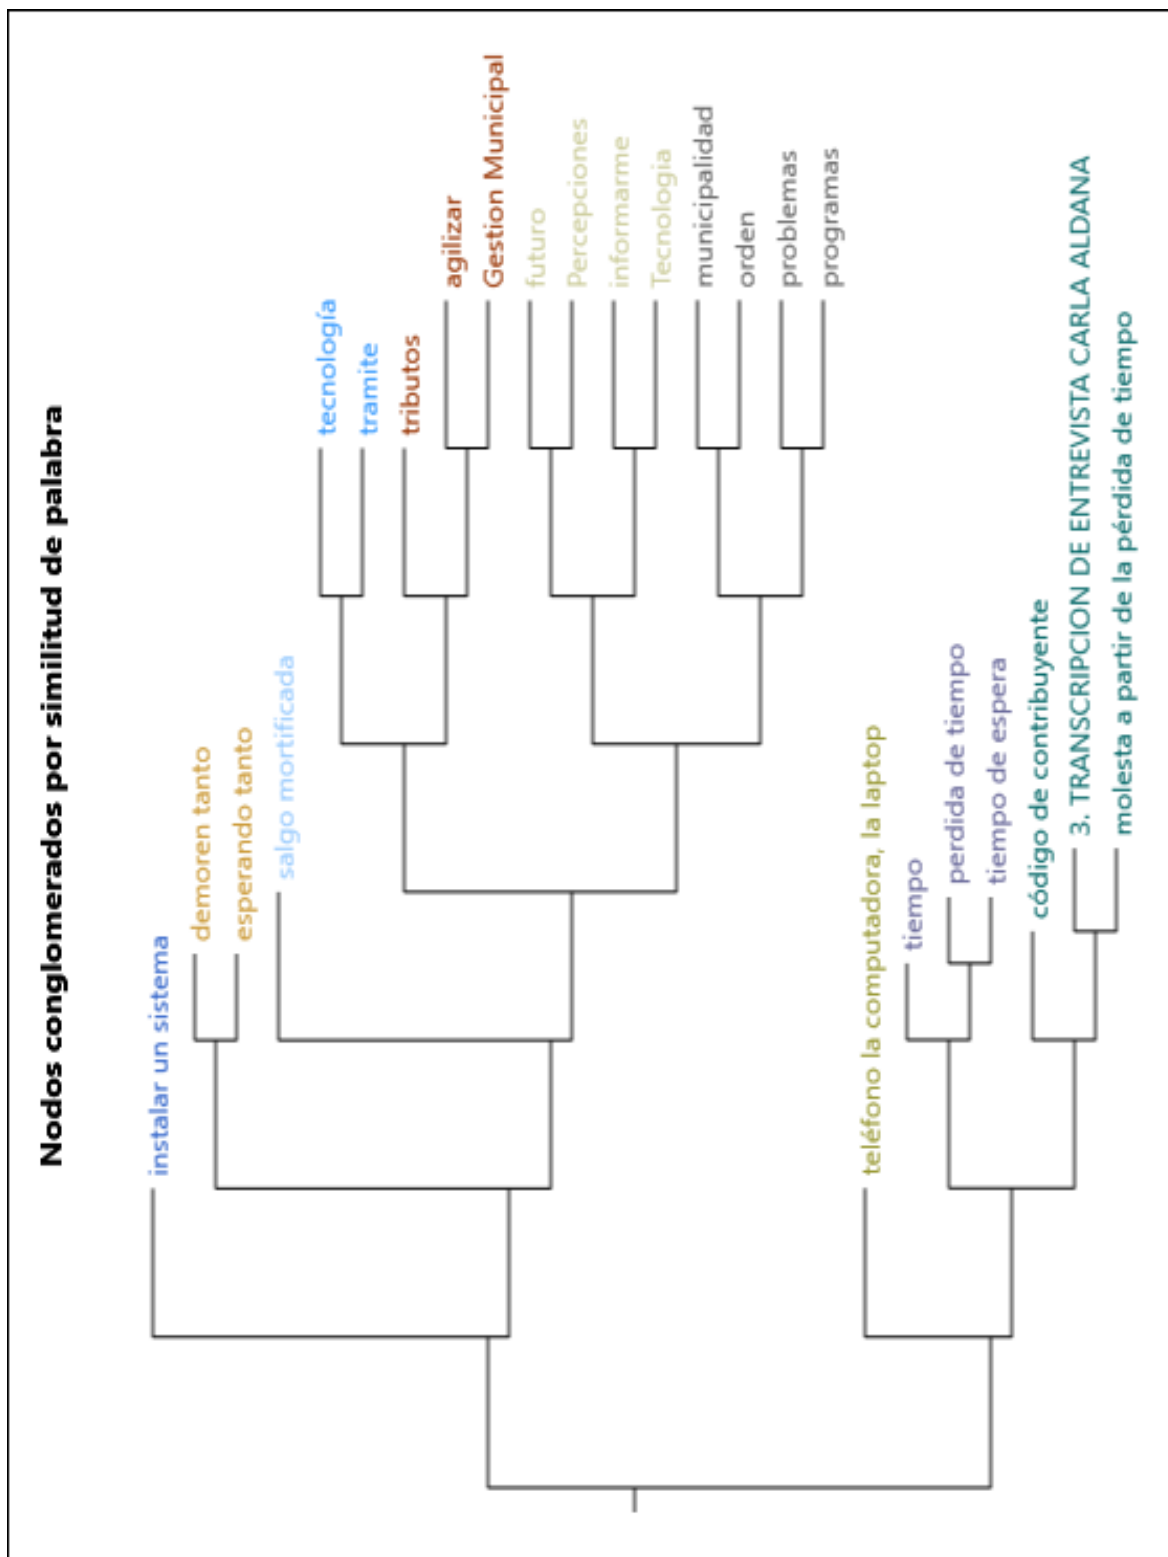 Nodos conglomerados por similitud de palabra
instalar un sistema
demoren tanto
esperando tanto
salgo mortificada
tecnología
tramite
tributos
agilizar
Gestion Municipal
futuro
Percepciones
informarme
Tecnologia
municipalidad
orden
problemas
programas
teléfono la computadora, la laptop
tiempo
perdida de tiempo
tiempo de espera
código de contribuyente
3. TRANSCRIPCION DE ENTREVISTA CARLA ALDANA
molesta a partir de la pérdida de tiempo